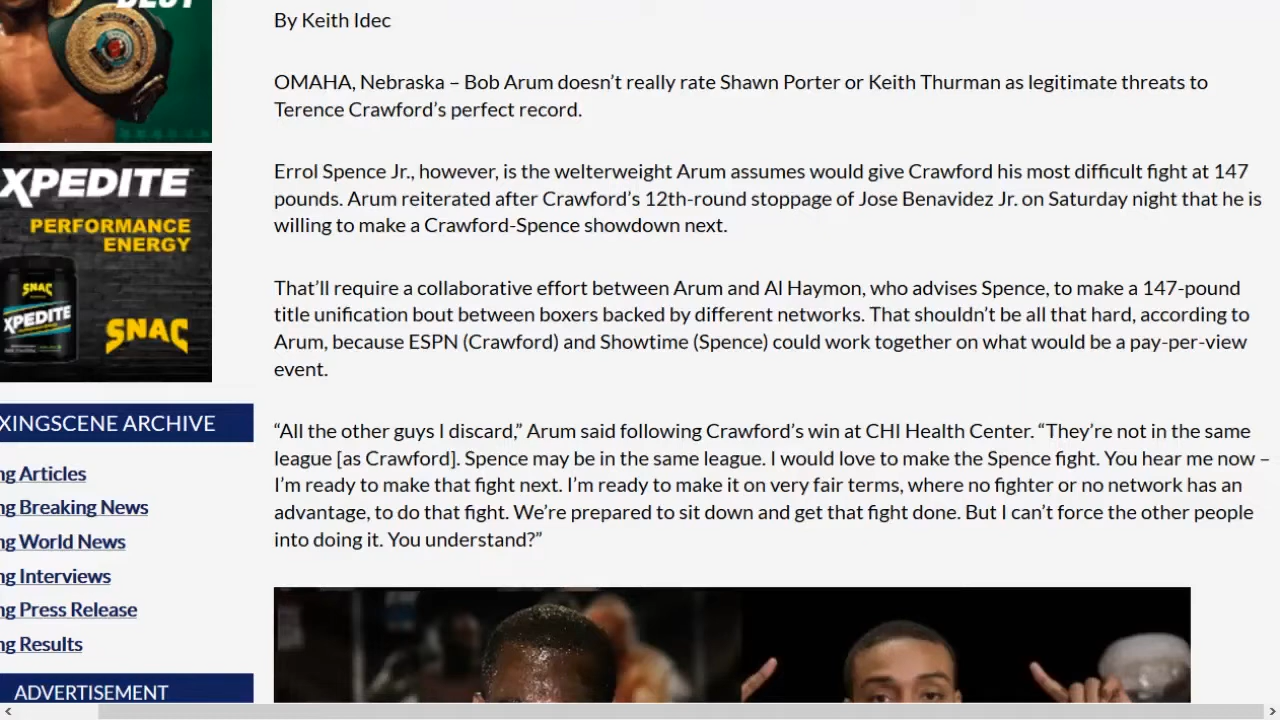 By Keith Idec
OMAHA, Nebraska – Bob Arum doesn’t really rate Shawn Porter or Keith Thurman as legitimate threats to
Terence Crawford’s perfect record.
Errol Spence Jr., however, is the welterweight Arum assumes would give Crawford his most difficult fight at 147
pounds. Arum reiterated after Crawford’s 12th-round stoppage of Jose Benavidez Jr. on Saturday night that he is
willing to make a Crawford-Spence showdown next.
That’ll require a collaborative effort between Arum and Al Haymon, who advises Spence, to make a 147-pound
title unification bout between boxers backed by different networks. That shouldn’t be all that hard, according to
Arum, because ESPN (Crawford) and Showtime (Spence) could work together on what would be a pay-per-view
event.
“All the other guys I discard,” Arum said following Crawford’s win at CHI Health Center. “They’re not in the same
league [as Crawford]. Spence may be in the same league. I would love to make the Spence fight. You hear me now –
I’m ready to make that fight next. I’m ready to make it on very fair terms, where no fighter or no network has an
advantage, to do that fight. We’re prepared to sit down and get that fight done. But I can’t force the other people
into doing it. You understand?”
XPEDITE
PERFORMANCE
ENERGY
SNAC
XPEDITE
SNAC
XINGSCENE ARCHIVE
ng Articles
ng Breaking News
ng World News
ng Interviews
ng Press Release
ng Results
ADVERTISEMENT